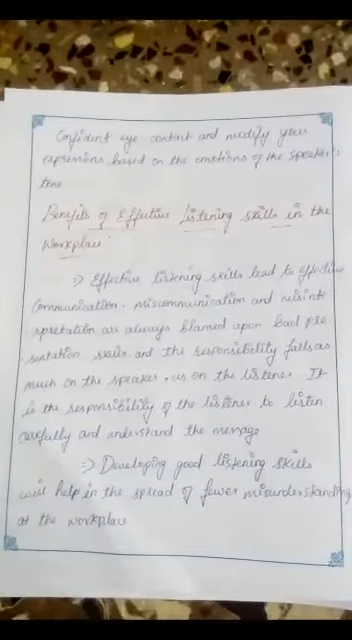 Confident eye contact and modify your
expressions based on the emotions of the speaker's
tone
Benefits of Effective listening skills in the
Workplace
:) Effective listening skills lead to effective
Communication. miscommunication and misinte
spretation are always blamed upon bad pre
sentation skills and the responsibility falls as
much on the speaker. as on the listener It
is the responsibility of the listener to listen
carefully and understand the message
:) Developing good listening skills
will help in the spread of fewer misunderstanding
at the workplace